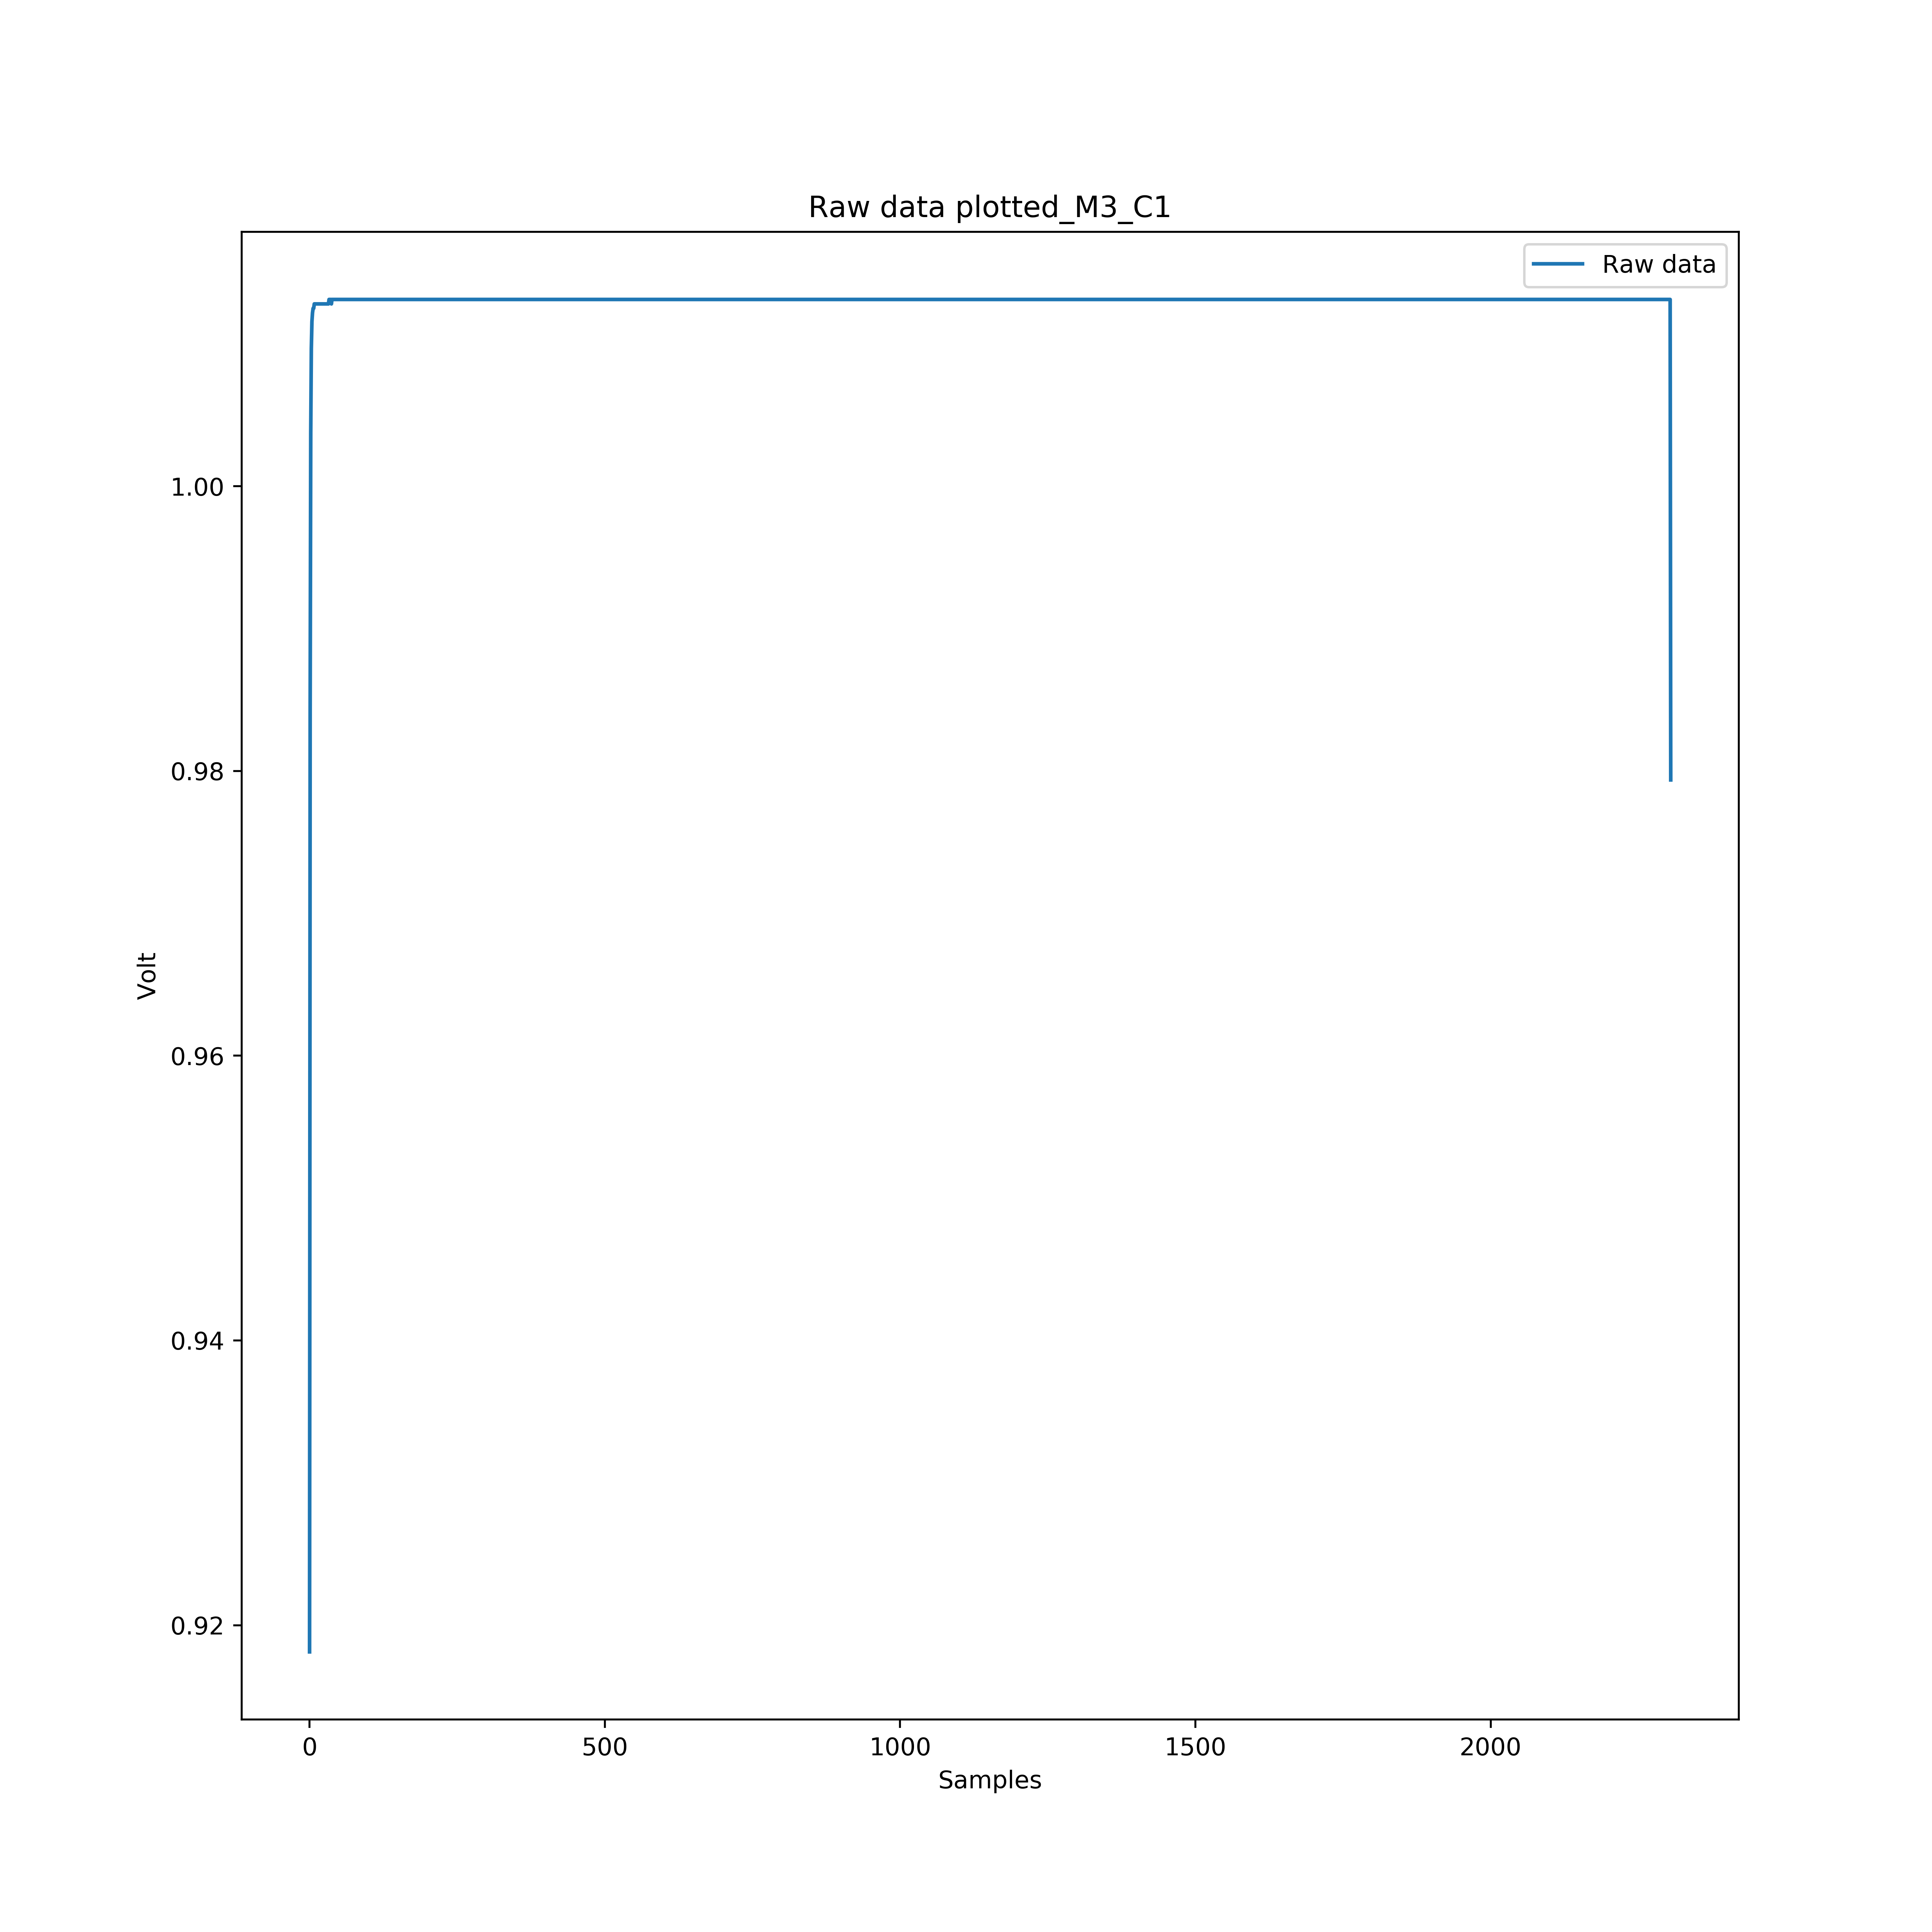 Raw data plotted_M3_C1
Raw data
1.00
0.98
0.96
0.94
0.92
Volt
0 500 1000 1500 2000
Samples